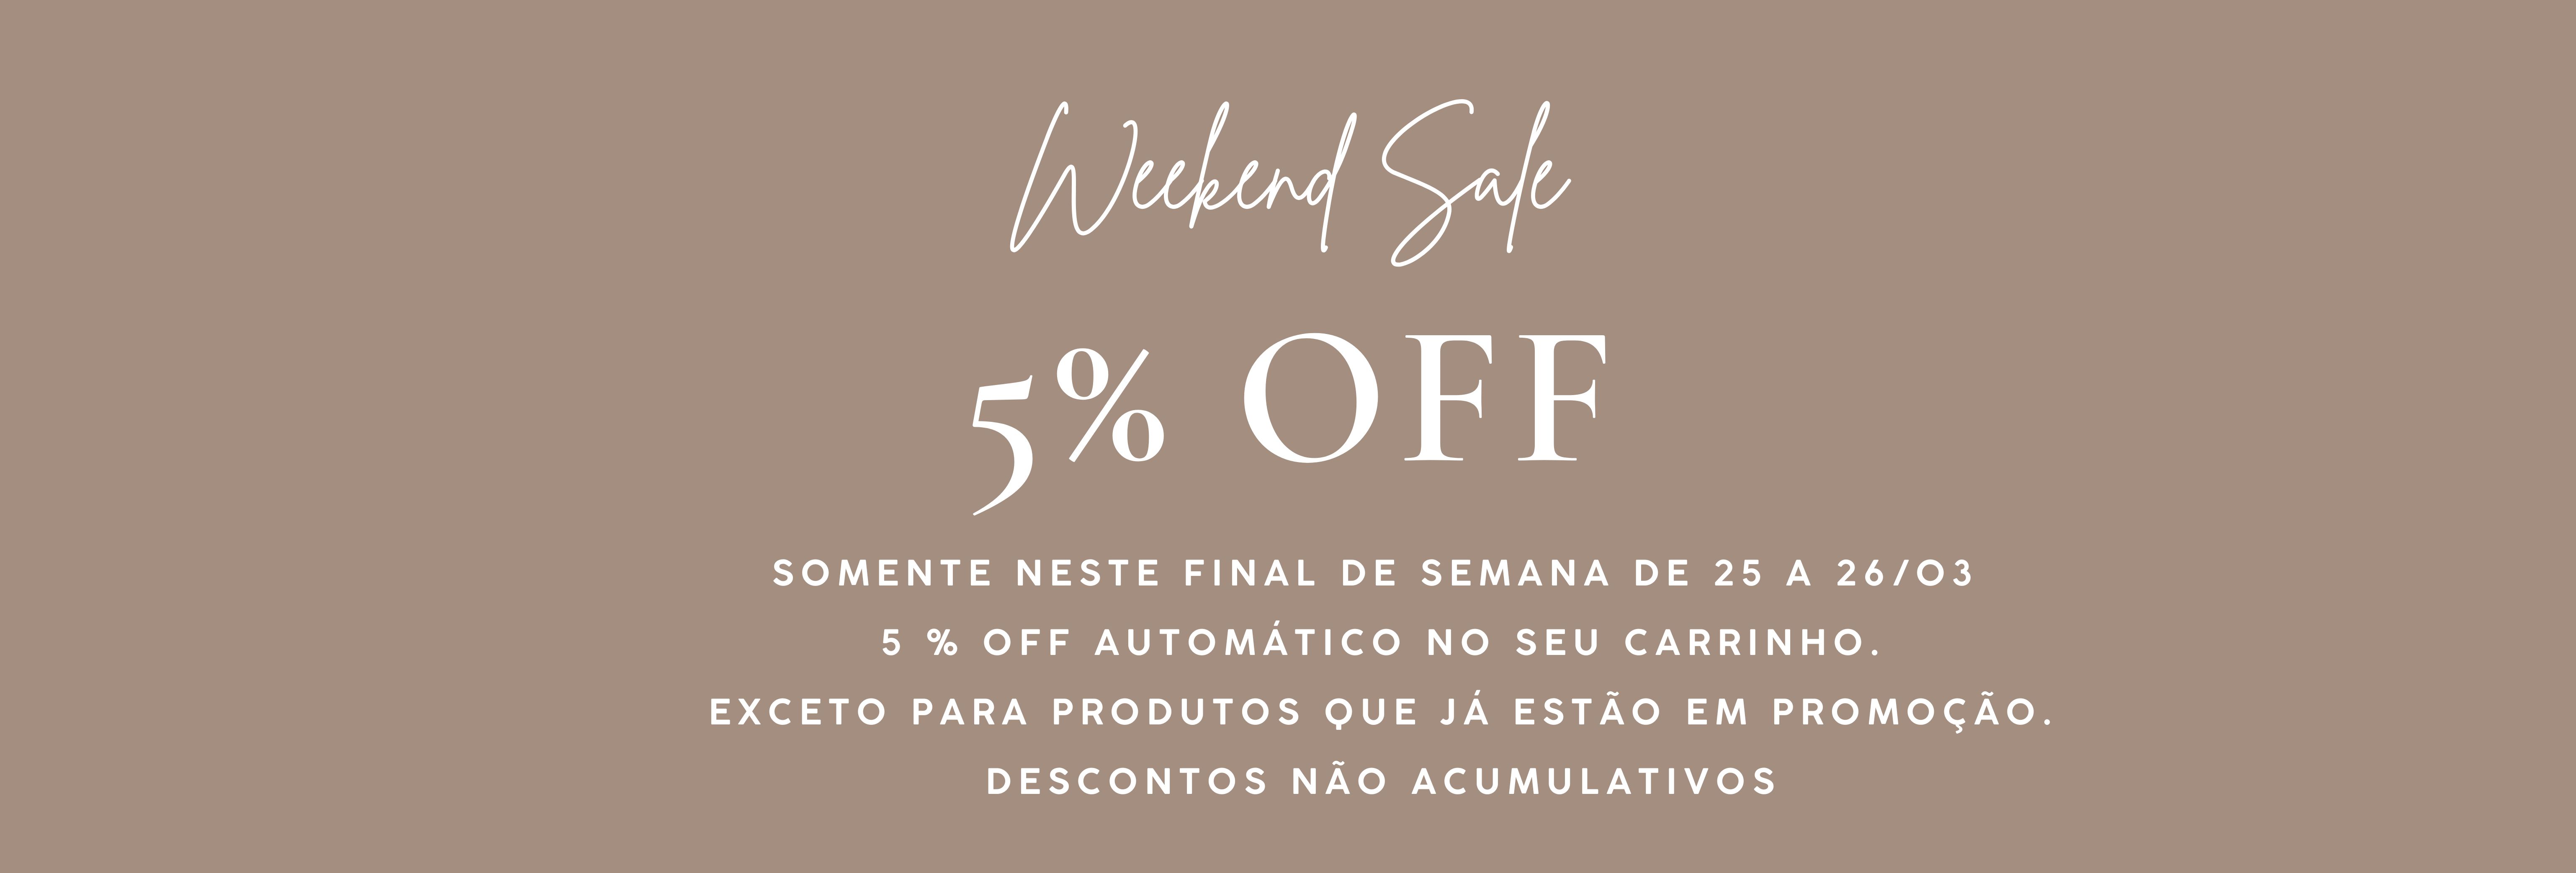 Weekend Sale
5% OFF
SOMENTE NESTE FINAL DE SEMANA DE 25 A 26/03
5 % OFF AUTOMÁTICO NO SEU CARRINHO.
EXCETO PARA PRODUTOS QUE JÁ ESTÃO EM PROMOÇÃO.
DESCONTOS NÃO ACUMULATIVOS